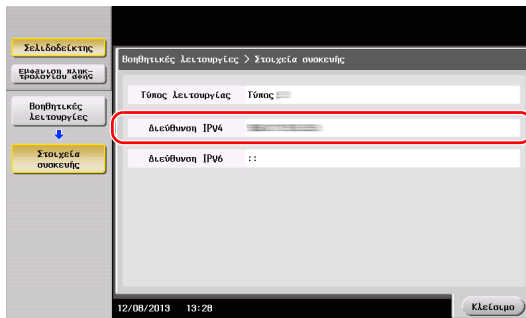 Σελιδοδείκτης
Εμφάνιση πληκ-
τρολογίου αφής
Βοηθητικές
λειτουργίες
Στοιχεία
συσκευής
Βοηθητικές λειτουργίες > Στοιχεία συσκευής
Τύπος λειτουργίας Τύπος
Διεύθυνση IPV4
Διεύθυνση IPV6 ::
12/08/2013 13:28
Κλείσιμο